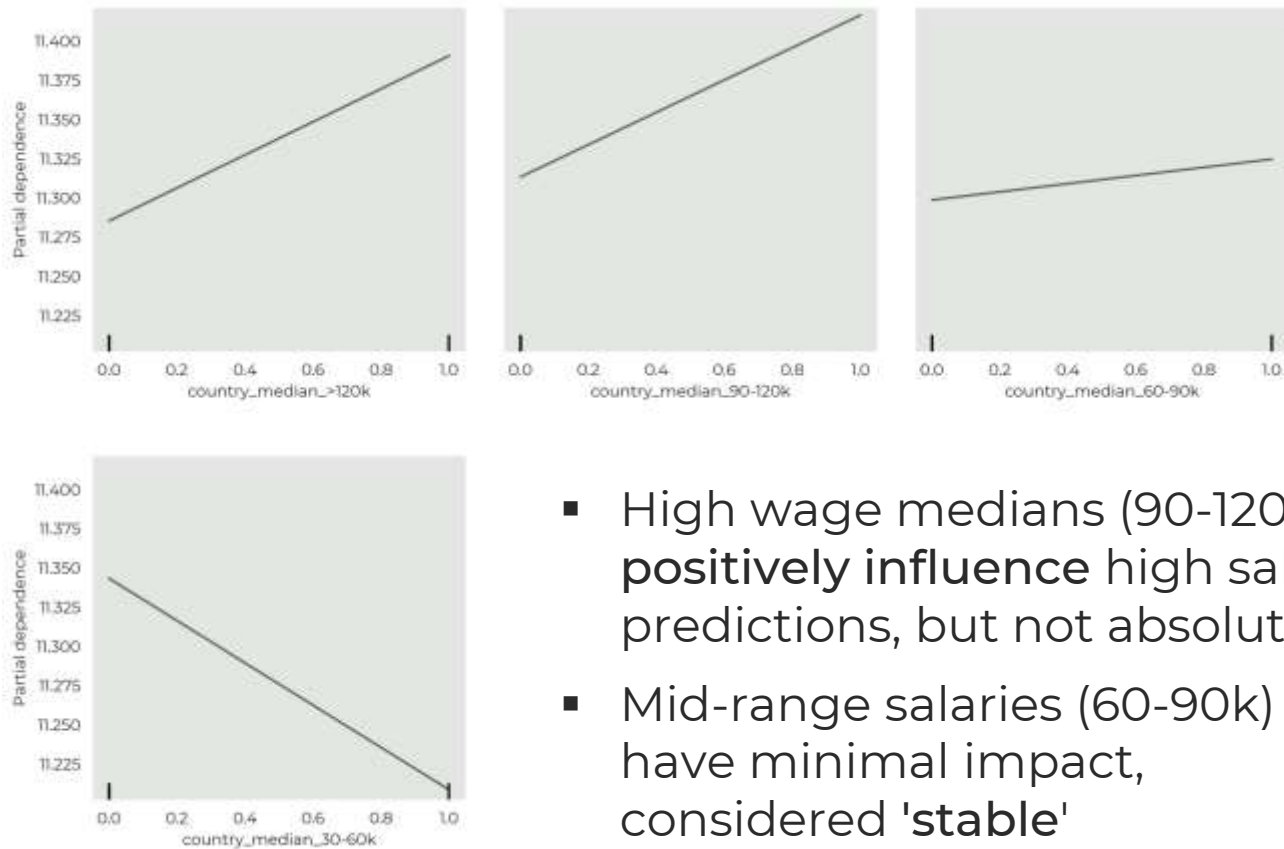 11.400
11.375
11.350
11.325
11.300
11.275
11.250
11.225
Partial dependence
0.0 0.2 0.4 0.6 0.8 1.0
country_median_>120k
0.0 0.2 0.4 0.6 0.8 1.0
country_median_90-120k
0.0 0.2 0.4 0.6 0.8 1.0
country_median_60-90k
11.400
11.375
11.350
11.325
11.300
11.275
11.250
11.225
Partial dependence
0.0 0.2 0.4 0.6 0.8 1.0
country_median_30-60k
▪ High wage medians (90-120
positively influence high sa
predictions, but not absolut
▪ Mid-range salaries (60-90k)
have minimal impact,
considered 'stable'